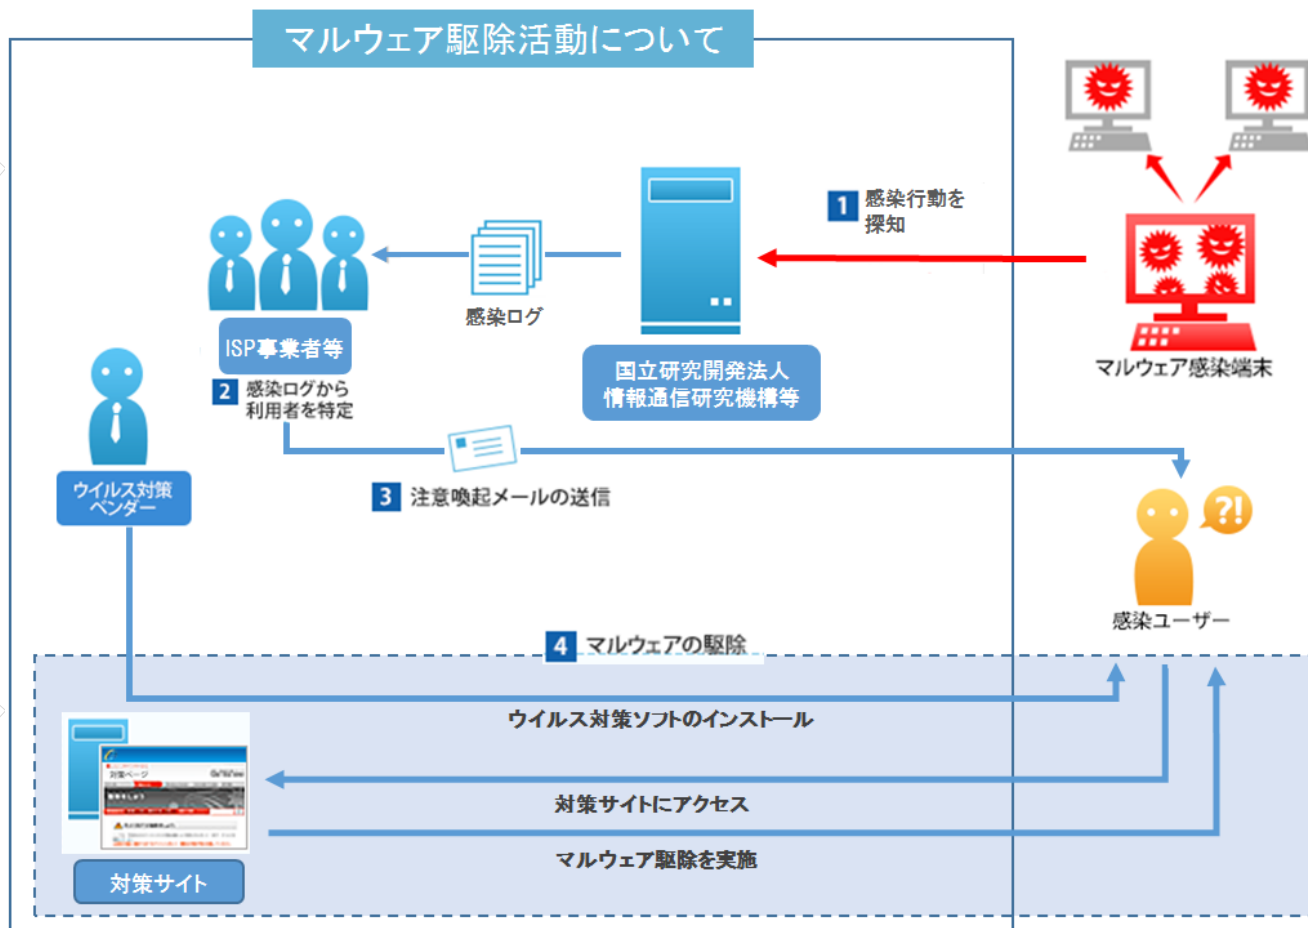 マルウェア駆除活動について
1 感染行動を
探知
マルウェア感染端末
感染ログ
国立研究開発法人
情報通信研究機構等
ISP事業者等
2 感染ログから
利用者を特定
3 注意喚起メールの送信
ウイルス対策
ベンダー
?!
感染ユーザー
4 マルウェアの駆除
ウイルス対策ソフトのインストール
対策サイトにアクセス
マルウェア駆除を実施
対策ページ
対策サイト